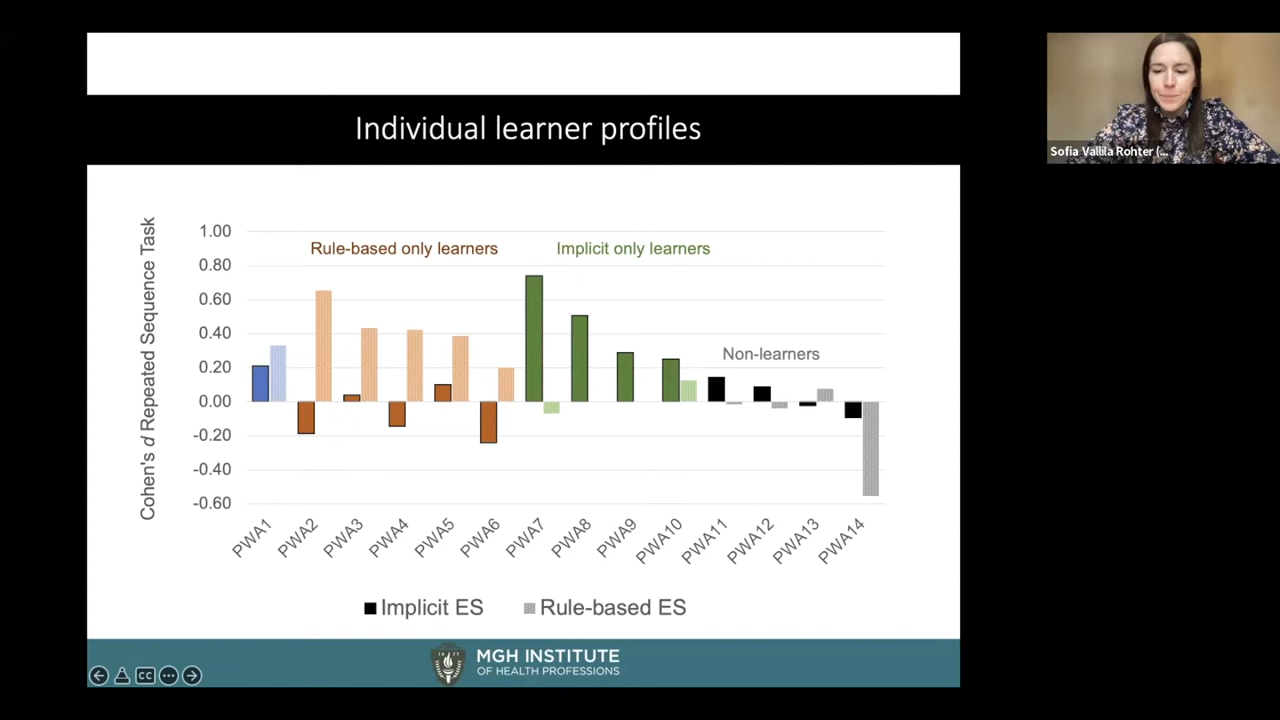 Individual learner profiles
Sofia Vallila Rohter (...
Cohen's d Repeated Sequence Task
1.00
0.80
0.60
0.40
0.20
0.00
-0.20
-0.40
-0.60
Rule-based only learners
Implicit only learners
Non-learners
PWA1
PWA2
PWA3
PWA4
PWA5
PWA6
PWA7
PWA8
PWA9
PWA10
PWA11
PWA12
PWA13
PWA14
Implicit ES
Rule-based ES
1877
MGH INSTITUTE
OF HEALTH PROFESSIONS
CC